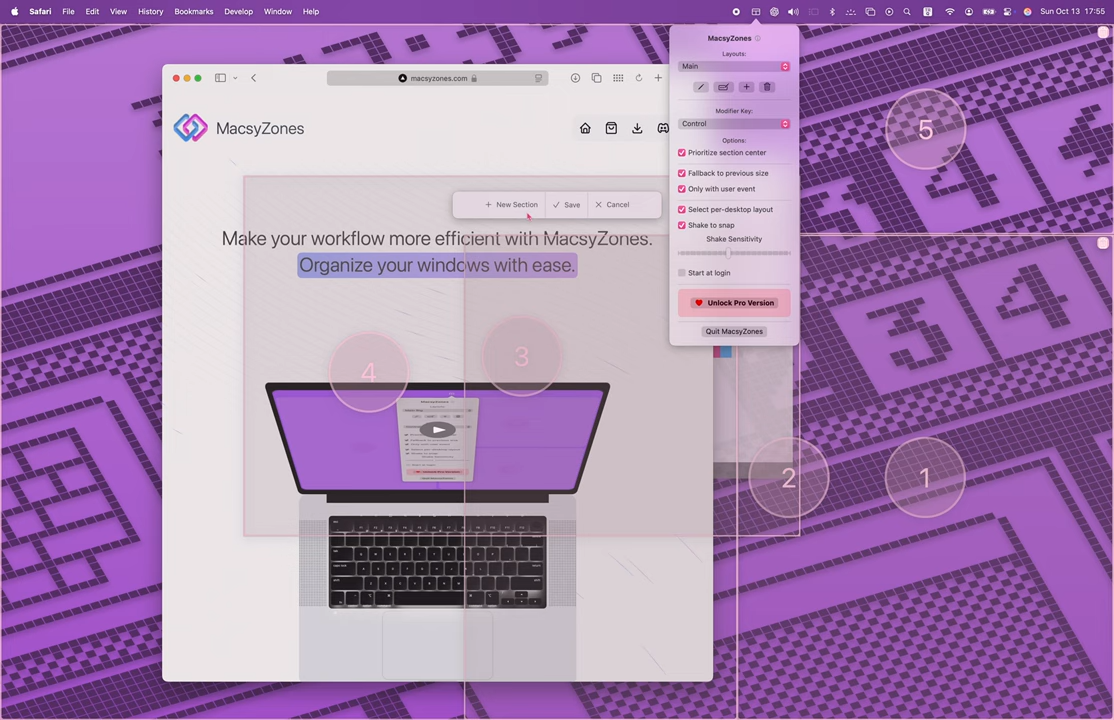 Safari File Edit View History Bookmarks Develop Window Help
Sun Oct 13 17:55
macsyzones.com
MacsyZones
New Section Save Cancel
Make your workflow more efficient with MacsyZones.
Organize your windows with ease.
4
3
2
1
5
MacsyZones
Layouts:
Main
Modifier Key:
Control
Options:
Prioritize section center
Fallback to previous size
Only with user event
Select per-desktop layout
Shake to snap
Shake Sensitivity
Start at login
Unlock Pro Version
Quit MacsyZones
3 4